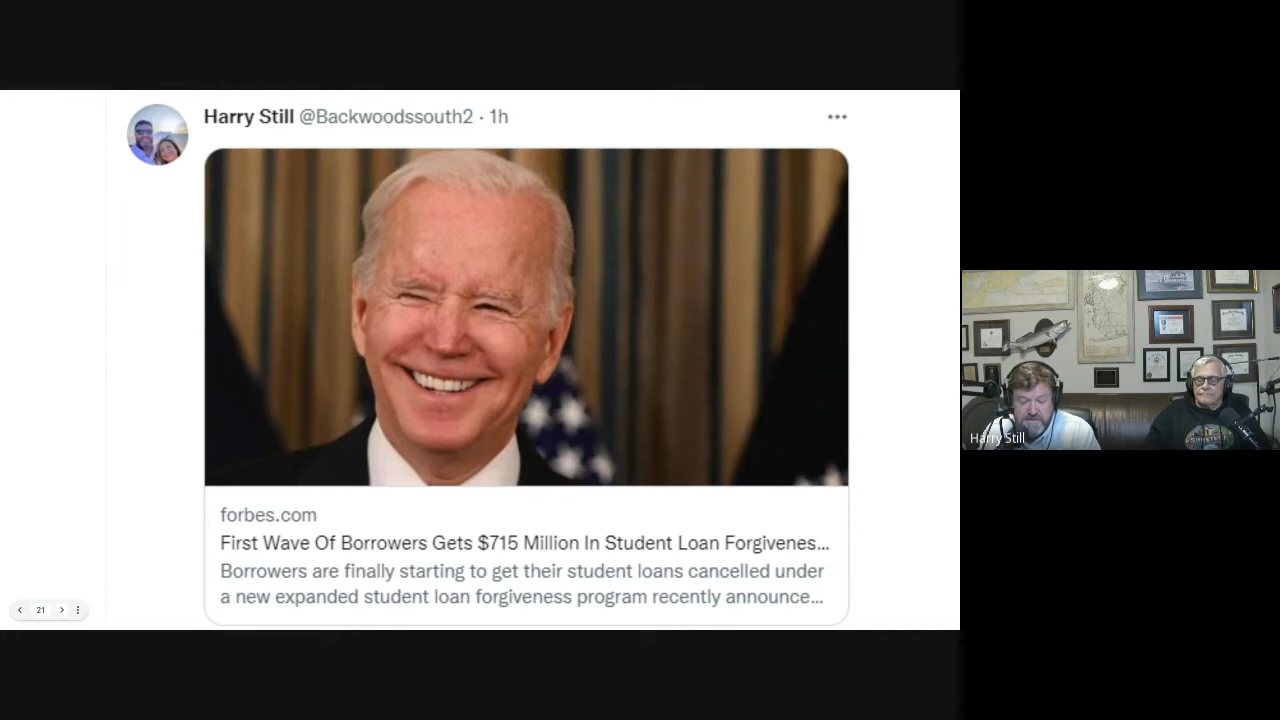 Harry Still @Backwoodssouth2 · 1h
forbes.com
First Wave Of Borrowers Gets $715 Million In Student Loan Forgivenes...
Borrowers are finally starting to get their student loans cancelled under
a new expanded student loan forgiveness program recently announce...
21
Harry Still
SURVIVOR